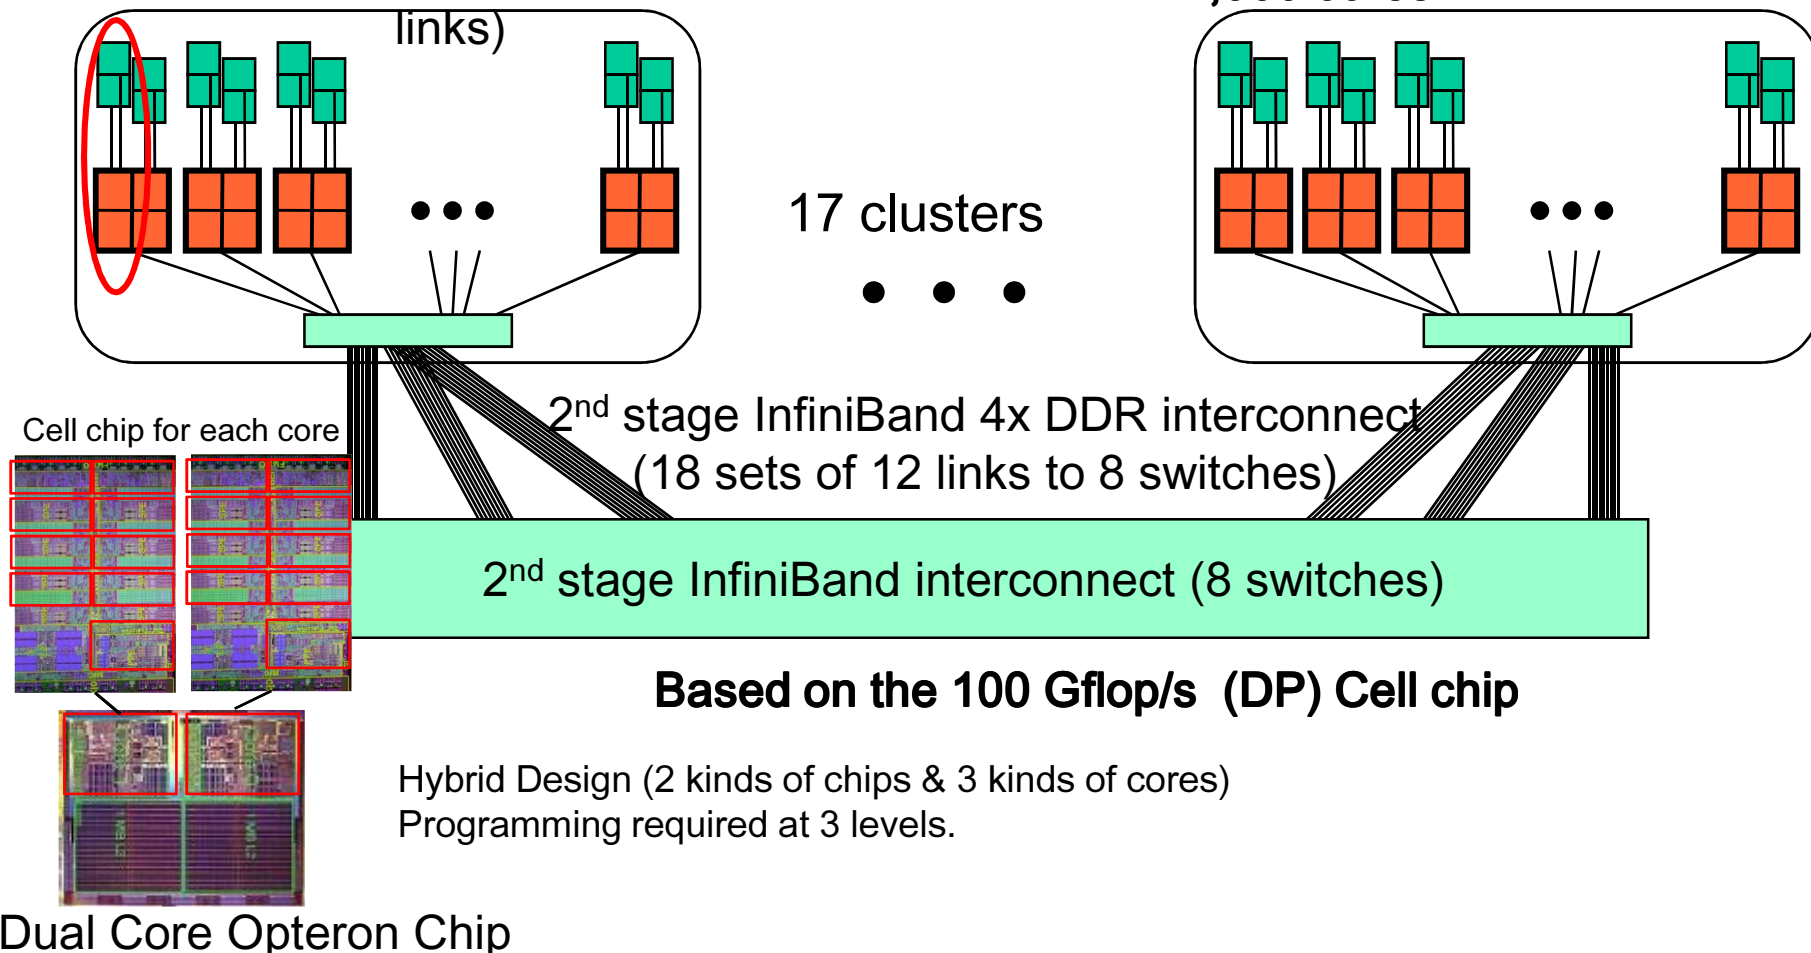 links)
17 clusters
2nd stage InfiniBand 4x DDR interconnect
(18 sets of 12 links to 8 switches)
Cell chip for each core
2nd stage InfiniBand interconnect (8 switches)
Based on the 100 Gflop/s (DP) Cell chip
Hybrid Design (2 kinds of chips & 3 kinds of cores)
Programming required at 3 levels.
Dual Core Opteron Chip